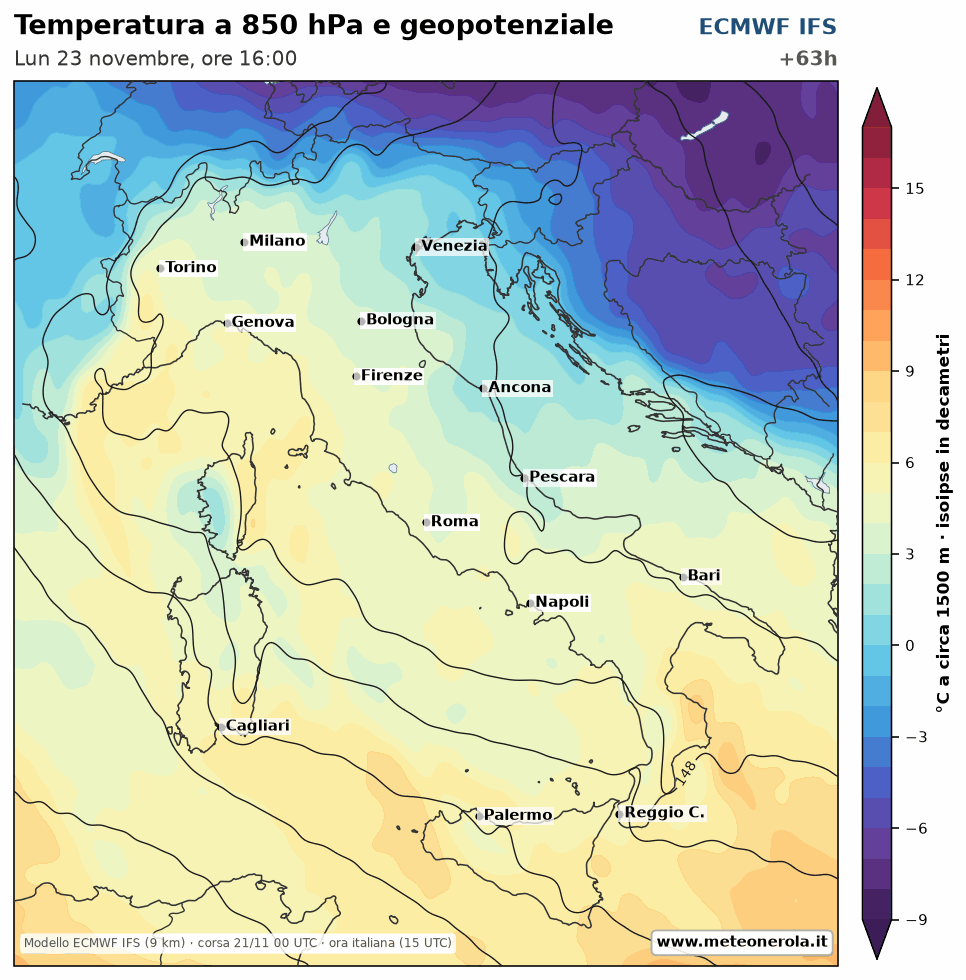 Temperatura a 850 hPa e geopotenziale
ECMWF IFS
Lun 23 novembre, ore 16:00
+63h
Milano
Venezia
Torino
Genova
Bologna
Firenze
Ancona
Pescara
Roma
Bari
Napoli
Cagliari
148
Palermo
Reggio C.
Modello ECMWF IFS (9 km) · corsa 21/11 00 UTC · ora italiana (15 UTC)
www.meteonerola.it
15
12
9
6
3
0
−3
−6
−9
°C a circa 1500 m · isoipse in decametri